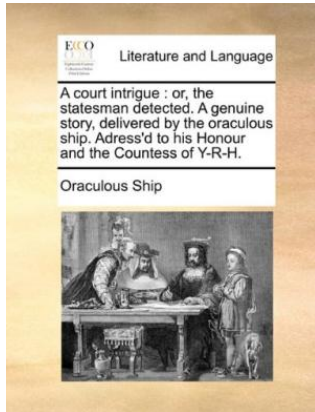 ECCO
Literature and Language
A court intrigue : or, the
statesman detected. A genuine
story, delivered by the oraculous
ship. Adress'd to his Honour
and the Countess of Y-R-H.
Oraculous Ship